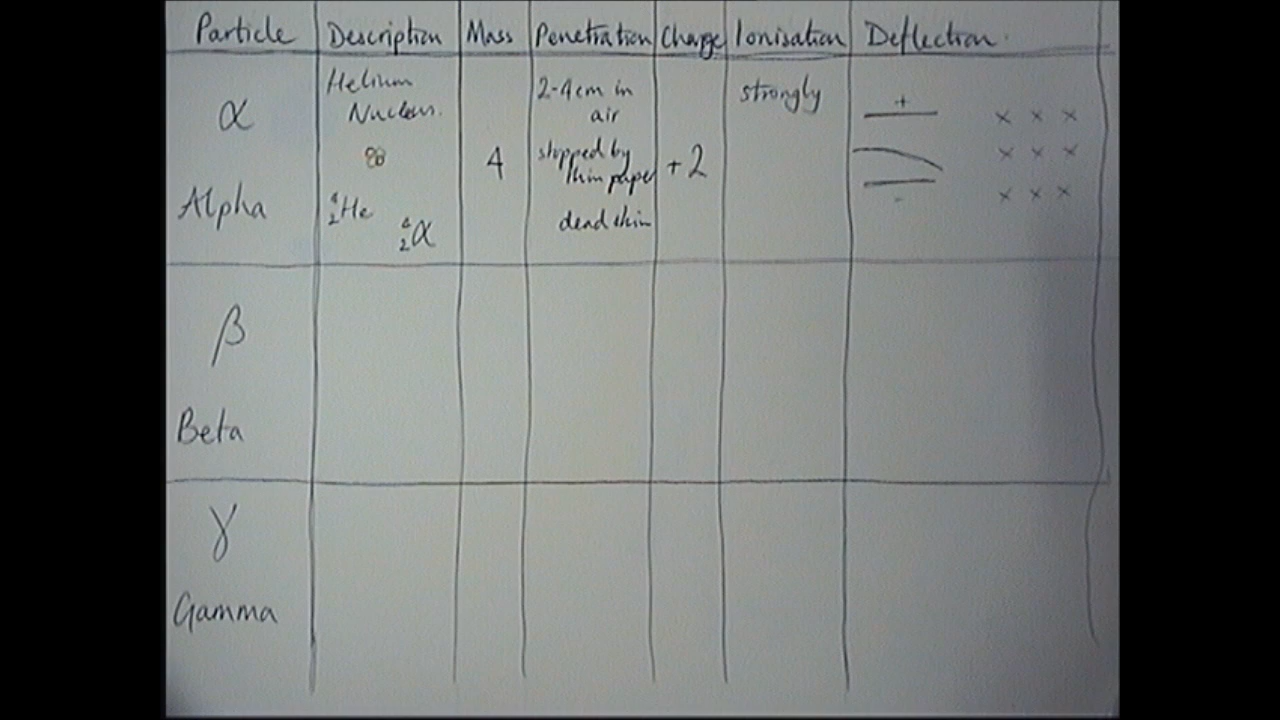 Particle Description Mass Penetration Charge Ionisation Deflection
α
Alpha
Helium
Nucleus.
⁴₂He
⁴₂α
4
2-4cm in
air
stopped by
thin paper
dead skin
+2
strongly
+
-
× × ×
× × ×
× × ×
β
Beta
γ
Gamma